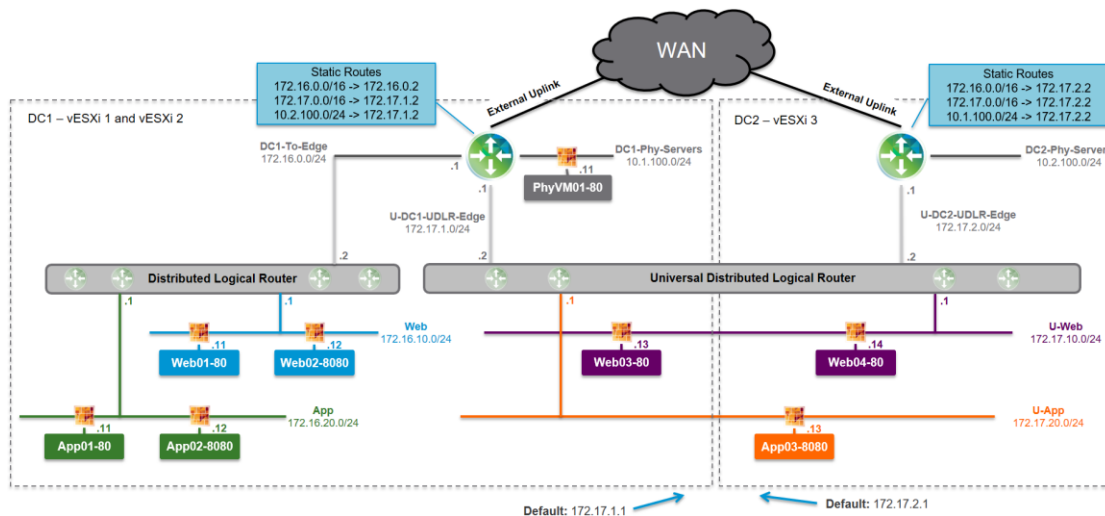 WAN
Static Routes
172.16.0.0/16 -> 172.16.0.2
172.17.0.0/16 -> 172.17.1.2
10.2.100.0/24 -> 172.17.1.2
Static Routes
172.16.0.0/16 -> 172.17.2.2
172.17.0.0/16 -> 172.17.2.2
10.1.100.0/24 -> 172.17.2.2
External Uplink
External Uplink
DC1 – vESXi 1 and vESXi 2
DC2 – vESXi 3
DC1-To-Edge
172.16.0.0/24
.1
DC1-Phy-Servers
10.1.100.0/24
.11
PhyVM01-80
DC2-Phy-Server
10.2.100.0/24
.1
.1
U-DC1-UDLR-Edge
172.17.1.0/24
U-DC2-UDLR-Edge
172.17.2.0/24
.2
.2
.2
Distributed Logical Router
Universal Distributed Logical Router
.1
.1
.1
.1
Web
172.16.10.0/24
.11
.12
Web01-80
Web02-8080
U-Web
172.17.10.0/24
.13
.14
Web03-80
Web04-80
App
172.16.20.0/24
.11
.12
App01-80
App02-8080
U-App
172.17.20.0/24
.13
App03-8080
Default: 172.17.1.1
Default: 172.17.2.1